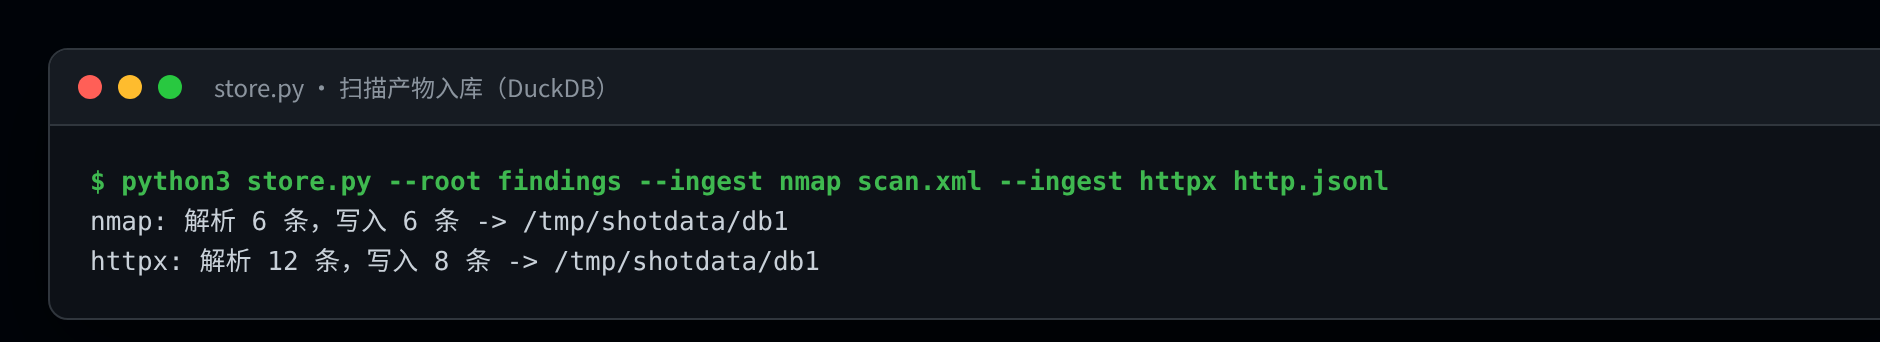 store.py · 扫描产物入库（DuckDB）
$ python3 store.py --root findings --ingest nmap scan.xml --ingest httpx http.jsonl
nmap: 解析 6 条，写入 6 条 -> /tmp/shotdata/db1
httpx: 解析 12 条，写入 8 条 -> /tmp/shotdata/db1